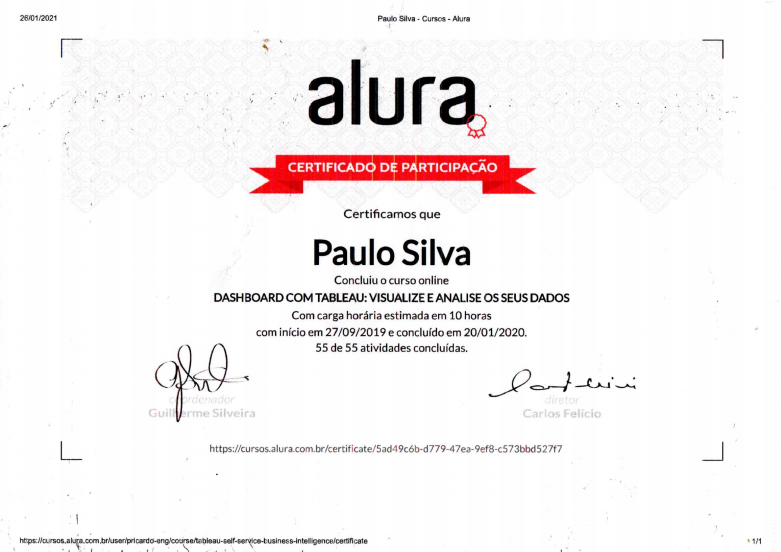 26/01/2021
Paulo Silva - Cursos - Alura
alura
CERTIFICADO DE PARTICIPAÇÃO
Certificamos que
Paulo Silva
Concluiu o curso online
DASHBOARD COM TABLEAU: VISUALIZE E ANALISE OS SEUS DADOS
Com carga horária estimada em 10 horas
com início em 27/09/2019 e concluído em 20/01/2020.
55 de 55 atividades concluídas.
coordenador
Guilherme Silveira
diretor
Carlos Felício
https://cursos.alura.com.br/certificate/5ad49c6b-d779-47ea-9ef8-c573bbd527f7
https://cursos.alura.com.br/user/pricardo-eng/course/tableau-self-service-business-intelligence/certificate
1/1